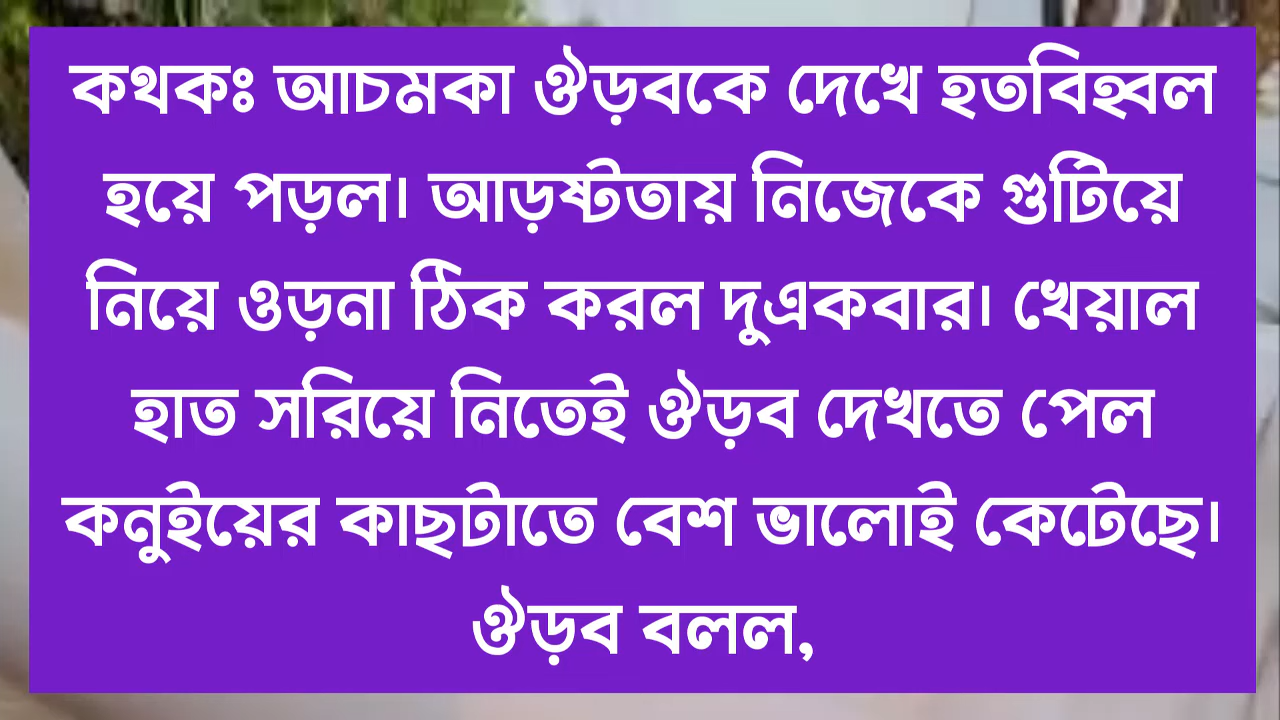 কথকঃ আচমকা ঔড়বকে দেখে হতবিহ্বল
হয়ে পড়ল। আড়ষ্টতায় নিজেকে গুটিয়ে
নিয়ে ওড়না ঠিক করল দুএকবার। খেয়াল
হাত সরিয়ে নিতেই ঔড়ব দেখতে পেল
কনুইয়ের কাছটাতে বেশ ভালোই কেটেছে।
ঔড়ব বলল,